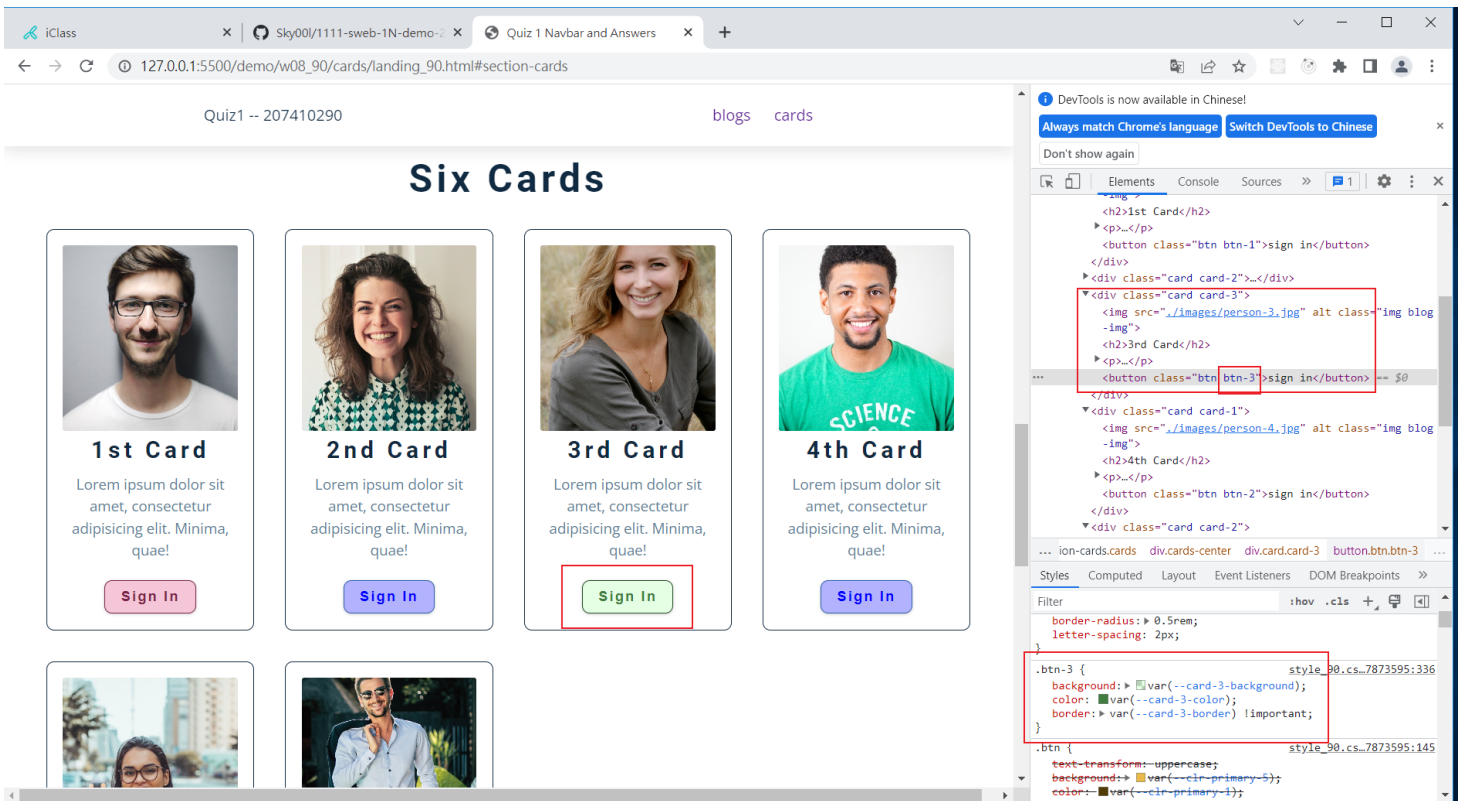 iClass
Sky00l/1111-sweb-1N-demo-2
Quiz 1 Navbar and Answers
127.0.0.1:5500/demo/w08_90/cards/landing_90.html#section-cards
Quiz1 -- 207410290
blogs
cards
Six Cards
1st Card
Lorem ipsum dolor sit
amet, consectetur
adipisicing elit. Minima,
quae!
Sign In
2nd Card
Lorem ipsum dolor sit
amet, consectetur
adipisicing elit. Minima,
quae!
Sign In
3rd Card
Lorem ipsum dolor sit
amet, consectetur
adipisicing elit. Minima,
quae!
Sign In
SCIENCE
4th Card
Lorem ipsum dolor sit
amet, consectetur
adipisicing elit. Minima,
quae!
Sign In
DevTools is now available in Chinese!
Always match Chrome's language
Switch DevTools to Chinese
Don't show again
Elements Console Sources » 1
-img">
<h2>1st Card</h2>
<p>…</p>
<button class="btn btn-1">sign in</button>
</div>
<div class="card card-2">…</div>
<div class="card card-3">
<img src="./images/person-3.jpg" alt class="img blog
-img">
<h2>3rd Card</h2>
<p>…</p>
<button class="btn btn-3">sign in</button> == $0
</div>
<div class="card card-1">
<img src="./images/person-4.jpg" alt class="img blog
-img">
<h2>4th Card</h2>
<p>…</p>
<button class="btn btn-2">sign in</button>
</div>
<div class="card card-2">
... ion-cards.cards div.cards-center div.card.card-3 button.btn.btn-3 ...
Styles Computed Layout Event Listeners DOM Breakpoints »
Filter :hov .cls +
border-radius: 0.5rem;
letter-spacing: 2px;
}
.btn-3 { style_90.cs…7873595:336
background: var(--card-3-background);
color: var(--card-3-color);
border: var(--card-3-border) !important;
}
.btn { style_90.cs…7873595:145
text-transform: uppercase;
background: var(--clr-primary-5);
color: var(--clr-primary-1);